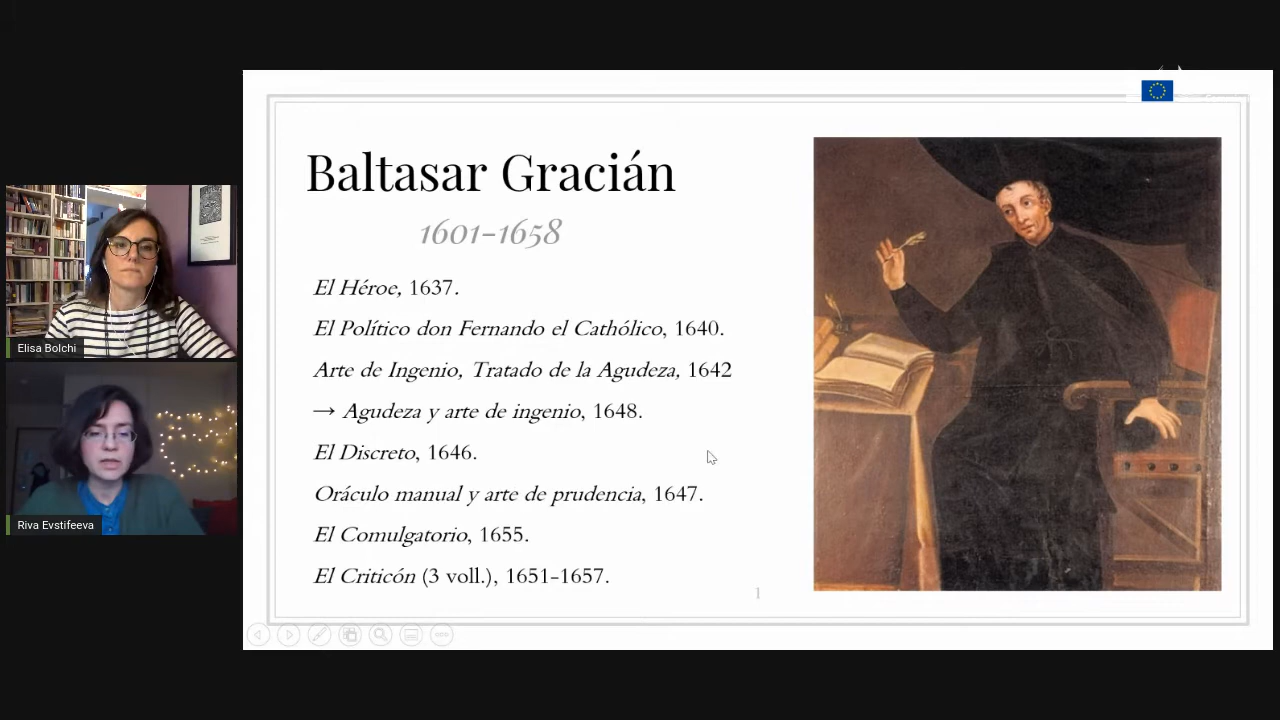 Baltasar Gracián
1601-1658
El Héroe, 1637.
El Político don Fernando el Cathólico, 1640.
Arte de Ingenio, Tratado de la Agudeza, 1642
→ Agudeza y arte de ingenio, 1648.
El Discreto, 1646.
Oráculo manual y arte de prudencia, 1647.
El Comulgatorio, 1655.
El Criticón (3 voll.), 1651-1657.
1
Elisa Bolchi
Riva Evstifeeva